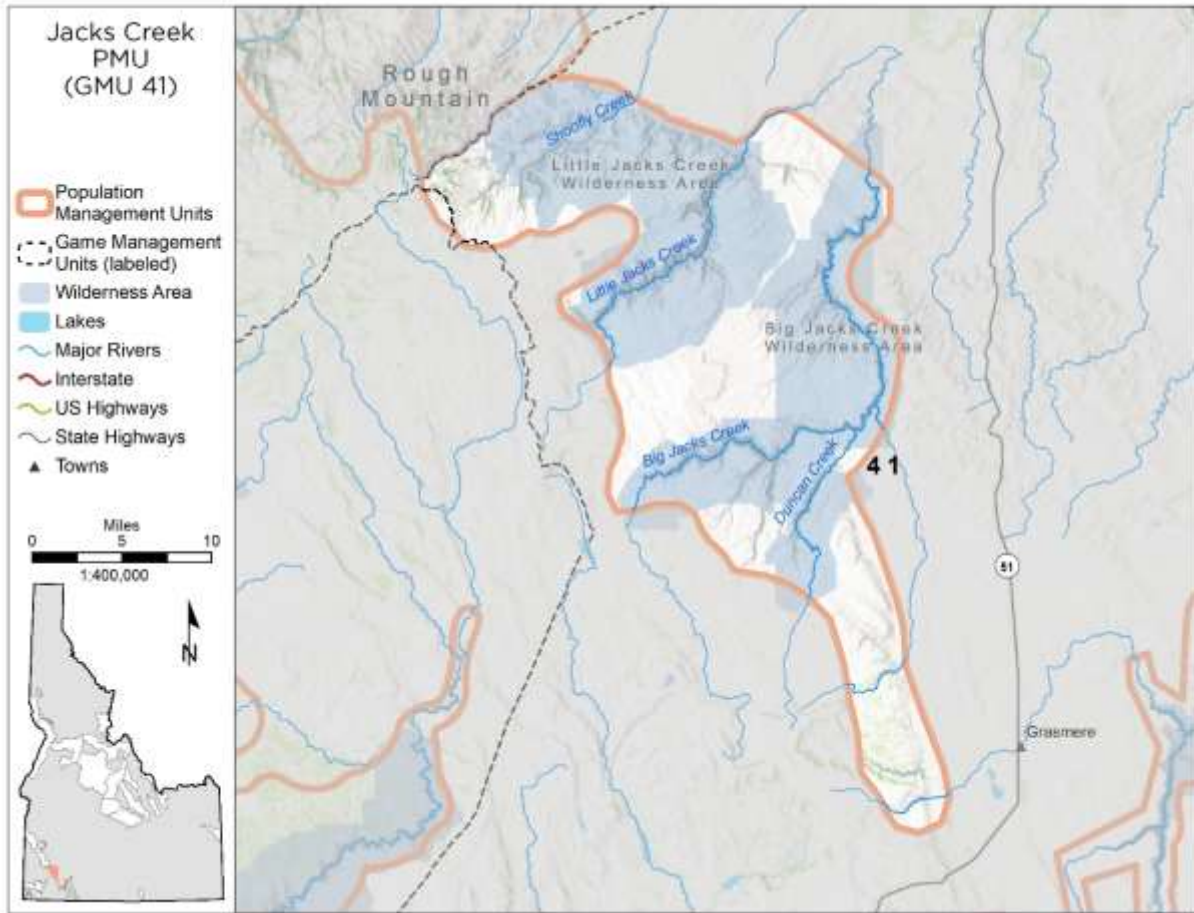 Jacks Creek
PMU
(GMU 41)
Population
Management Units
Game Management
Units (labeled)
Wilderness Area
Lakes
Major Rivers
Interstate
US Highways
State Highways
Towns
Miles
0 5 10
1:400,000
N
Rough
Mountain
Shoofly Creek
Little Jacks Creek
Wilderness Area
Little Jacks Creek
Big Jacks Creek
Wilderness Area
Big Jacks Creek
Duncan Creek
41
51
Grasmere